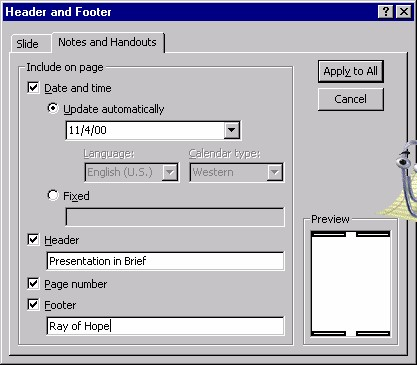 Header and Footer
Slide
Notes and Handouts
Include on page
Date and time
Update automatically
11/4/00
Language:
Calendar type:
English (U.S.)
Western
Fixed
Header
Presentation in Brief
Page number
Footer
Ray of Hope
Apply to All
Cancel
Preview